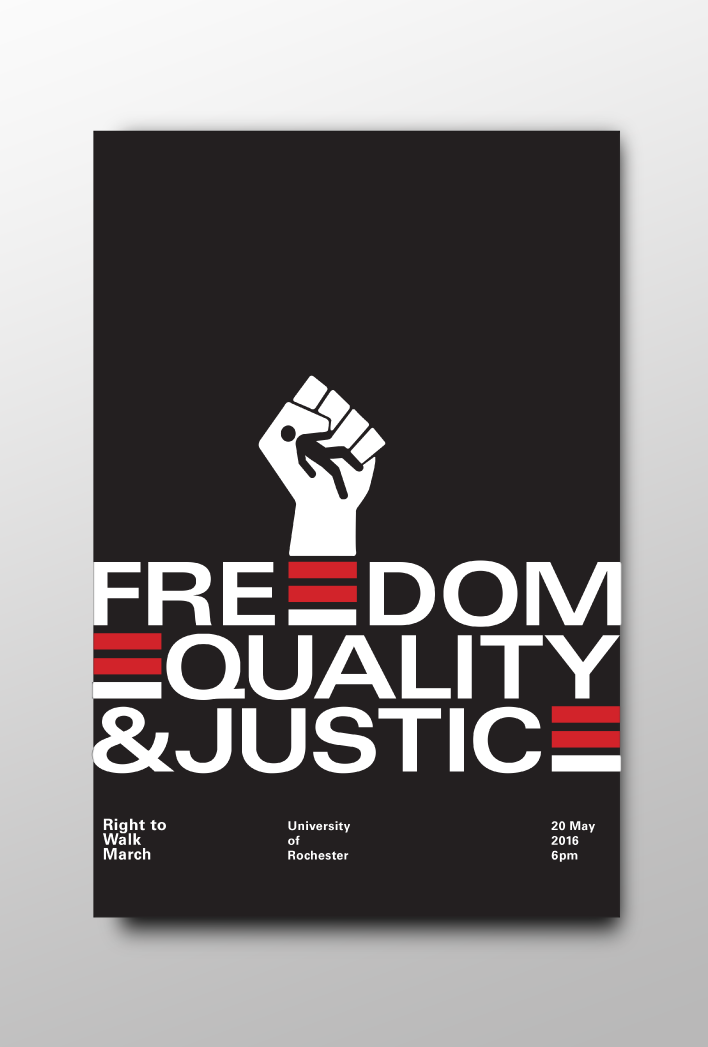 FREEDOM
EQUALITY
&JUSTICE
Right to
Walk
March
University
of
Rochester
20 May
2016
6pm